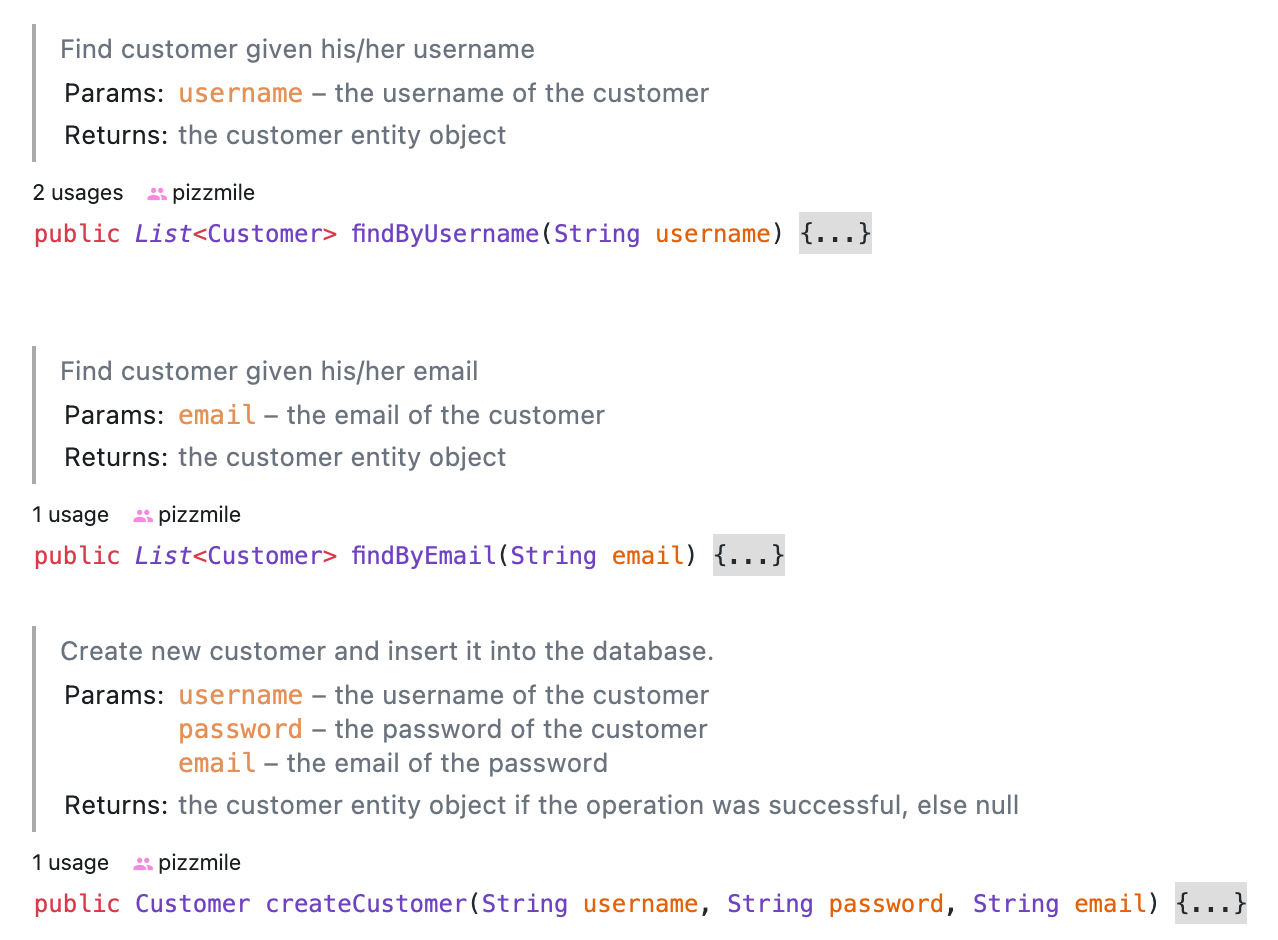 Find customer given his/her username
Params: username – the username of the customer
Returns: the customer entity object
2 usages pizzmile
public List<Customer> findByUsername(String username) {...}
Find customer given his/her email
Params: email – the email of the customer
Returns: the customer entity object
1 usage pizzmile
public List<Customer> findByEmail(String email) {...}
Create new customer and insert it into the database.
Params: username – the username of the customer
password – the password of the customer
email – the email of the password
Returns: the customer entity object if the operation was successful, else null
1 usage pizzmile
public Customer createCustomer(String username, String password, String email) {...}